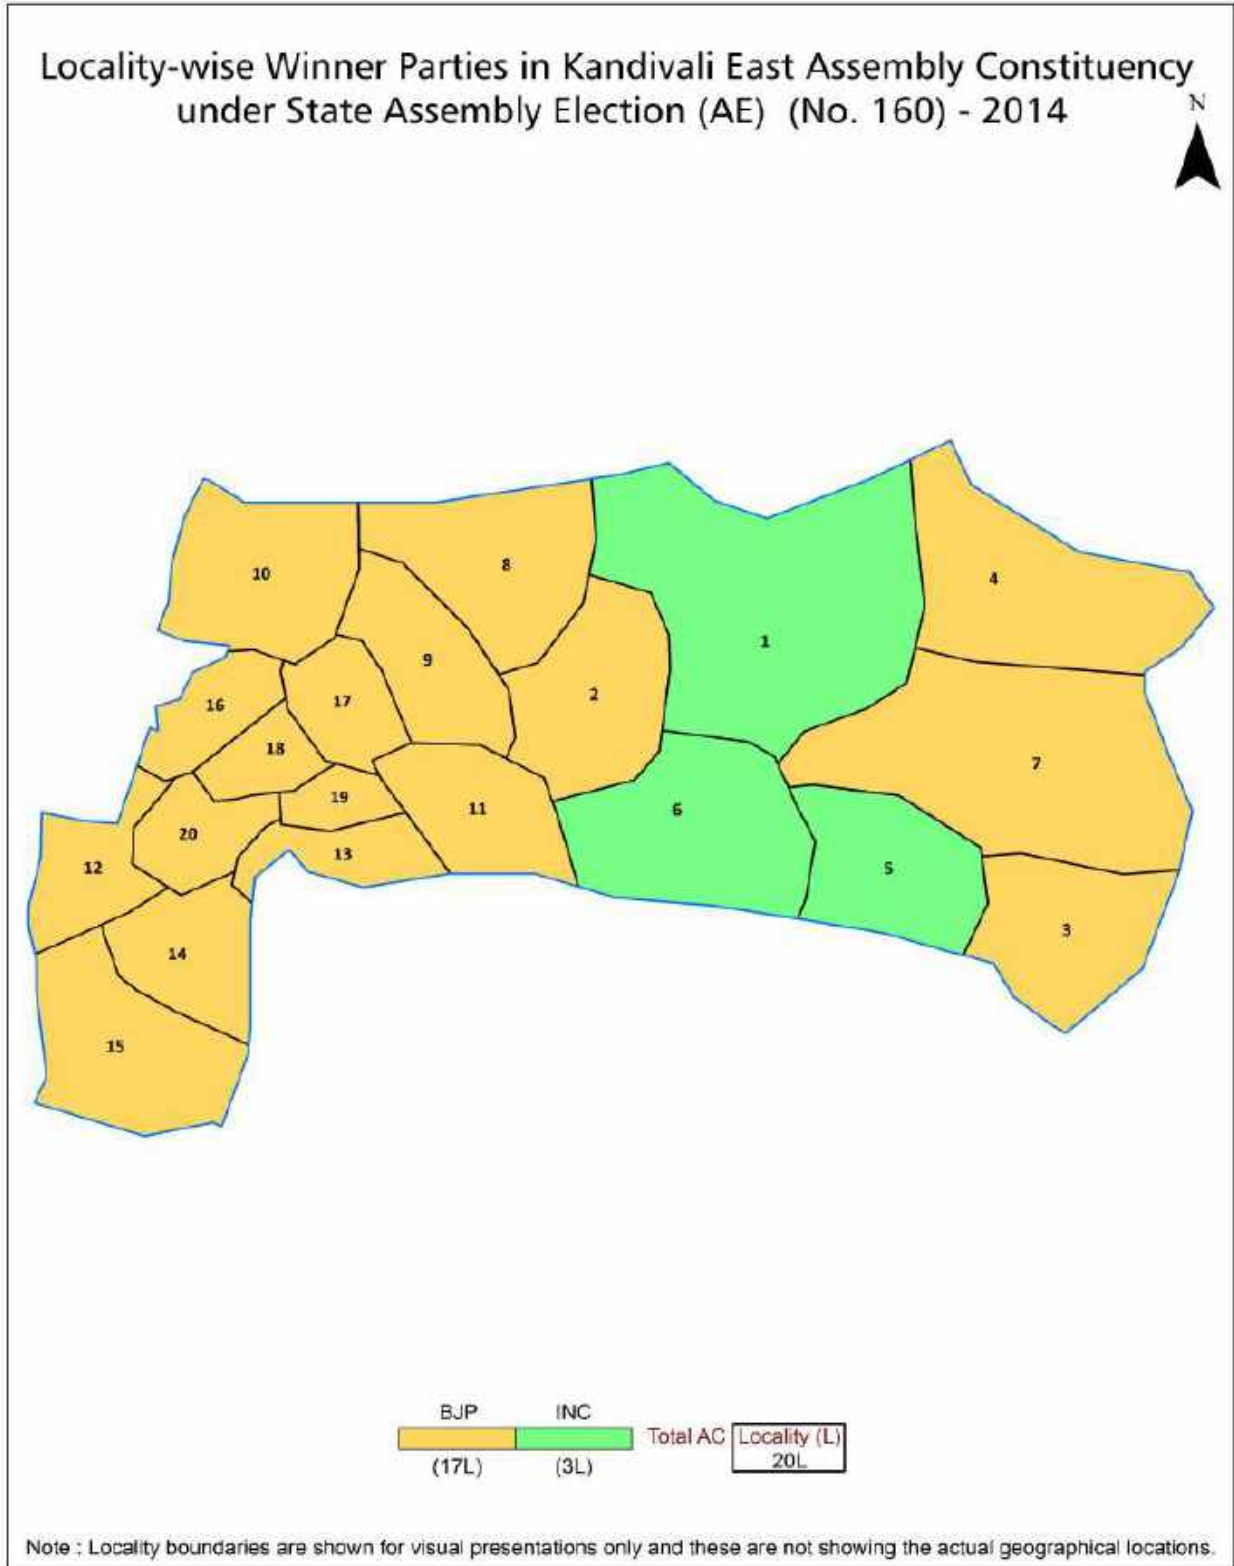 Locality-wise Winner Parties in Kandivali East Assembly Constituency
under State Assembly Election (AE) (No. 160) - 2014
N
10
8
4
1
9
2
16
17
18
7
19
11
6
20
13
12
5
3
14
15
BJP INC
Total AC Locality (L)
20L
(17L) (3L)
Note : Locality boundaries are shown for visual presentations only and these are not showing the actual geographical locations.